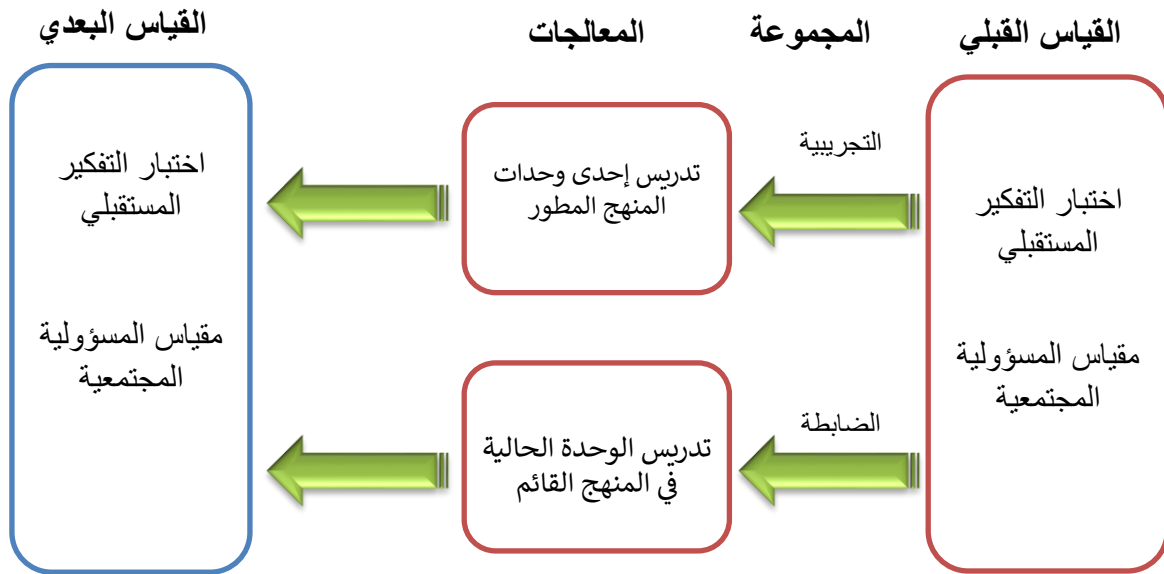 القياس القبلي
المجموعة
المعالجات
القياس البعدي
اختبار التفكير
المستقبلي
مقياس المسؤولية
المجتمعية
التجريبية
الضابطة
تدريس إحدى وحدات
المنهج المطور
تدريس الوحدة الحالية
في المنهج القائم
اختبار التفكير
المستقبلي
مقياس المسؤولية
المجتمعية